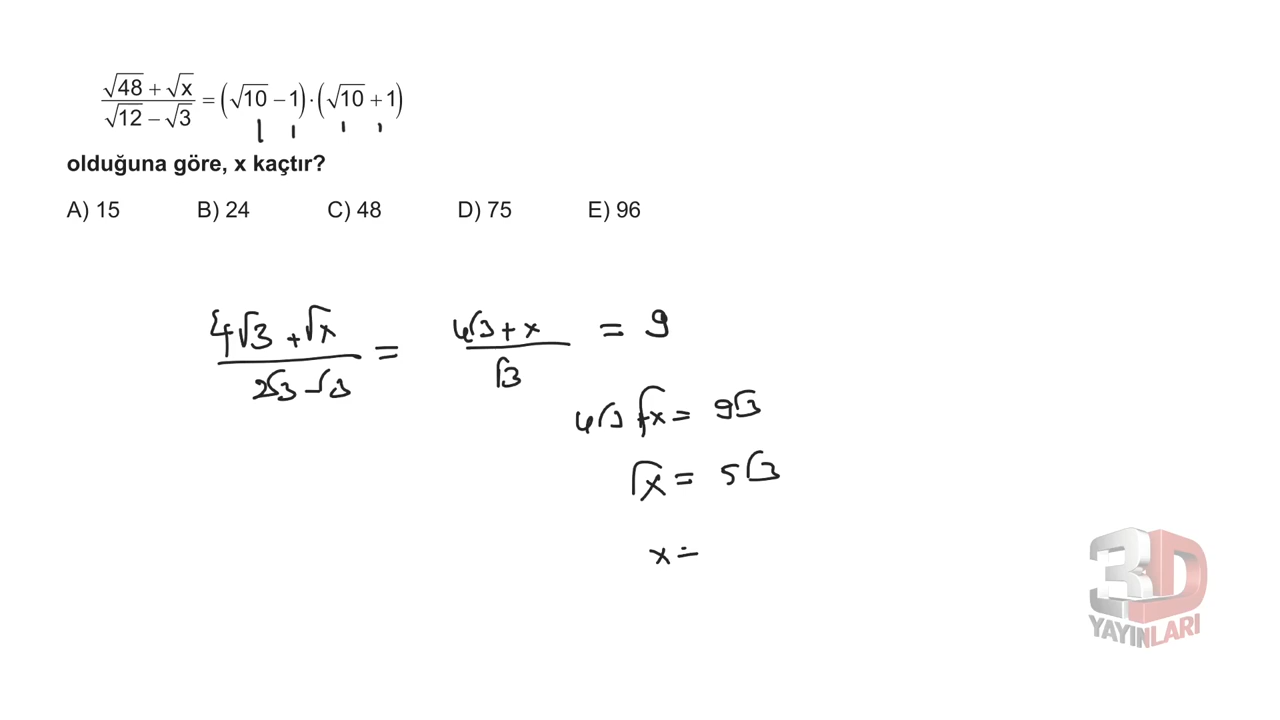 (√48 + √x)/(√12 − √3) = (√10 − 1)·(√10 + 1)
olduğuna göre, x kaçtır?
A) 15 B) 24 C) 48 D) 75 E) 96
(4√3 + √x)/(2√3 − √3) = (4√3 + x)/√3 = 9
4√3 + √x = 9√3
√x = 5√3
x =
3D
YAYINLARI